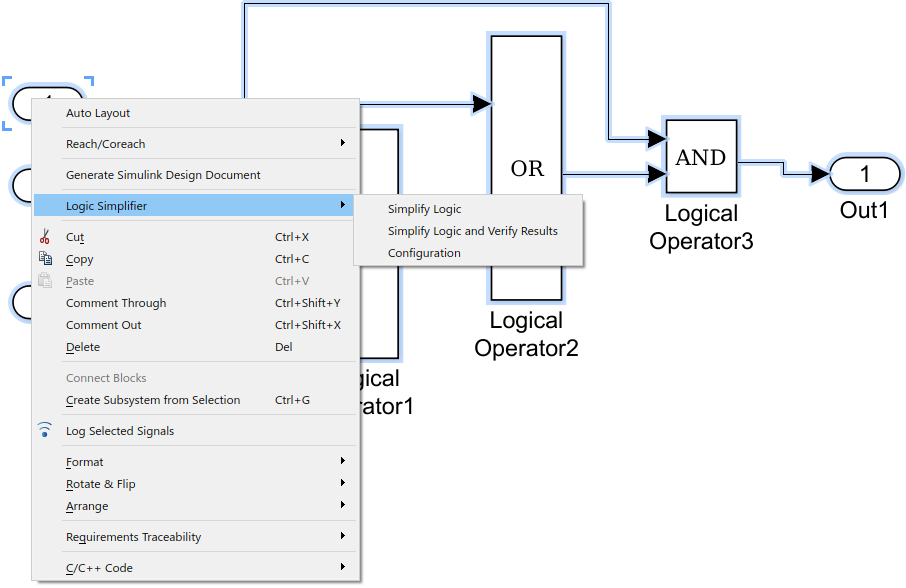 Auto Layout
Reach/Coreach
Generate Simulink Design Document
Logic Simplifier
Cut Ctrl+X
Copy Ctrl+C
Paste Ctrl+V
Comment Through Ctrl+Shift+Y
Comment Out Ctrl+Shift+X
Delete Del
Connect Blocks
Create Subsystem from Selection Ctrl+G
Log Selected Signals
Format
Rotate & Flip
Arrange
Requirements Traceability
C/C++ Code
Simplify Logic
Simplify Logic and Verify Results
Configuration
gical
rator1
OR
Logical
Operator2
AND
Logical
Operator3
1
Out1